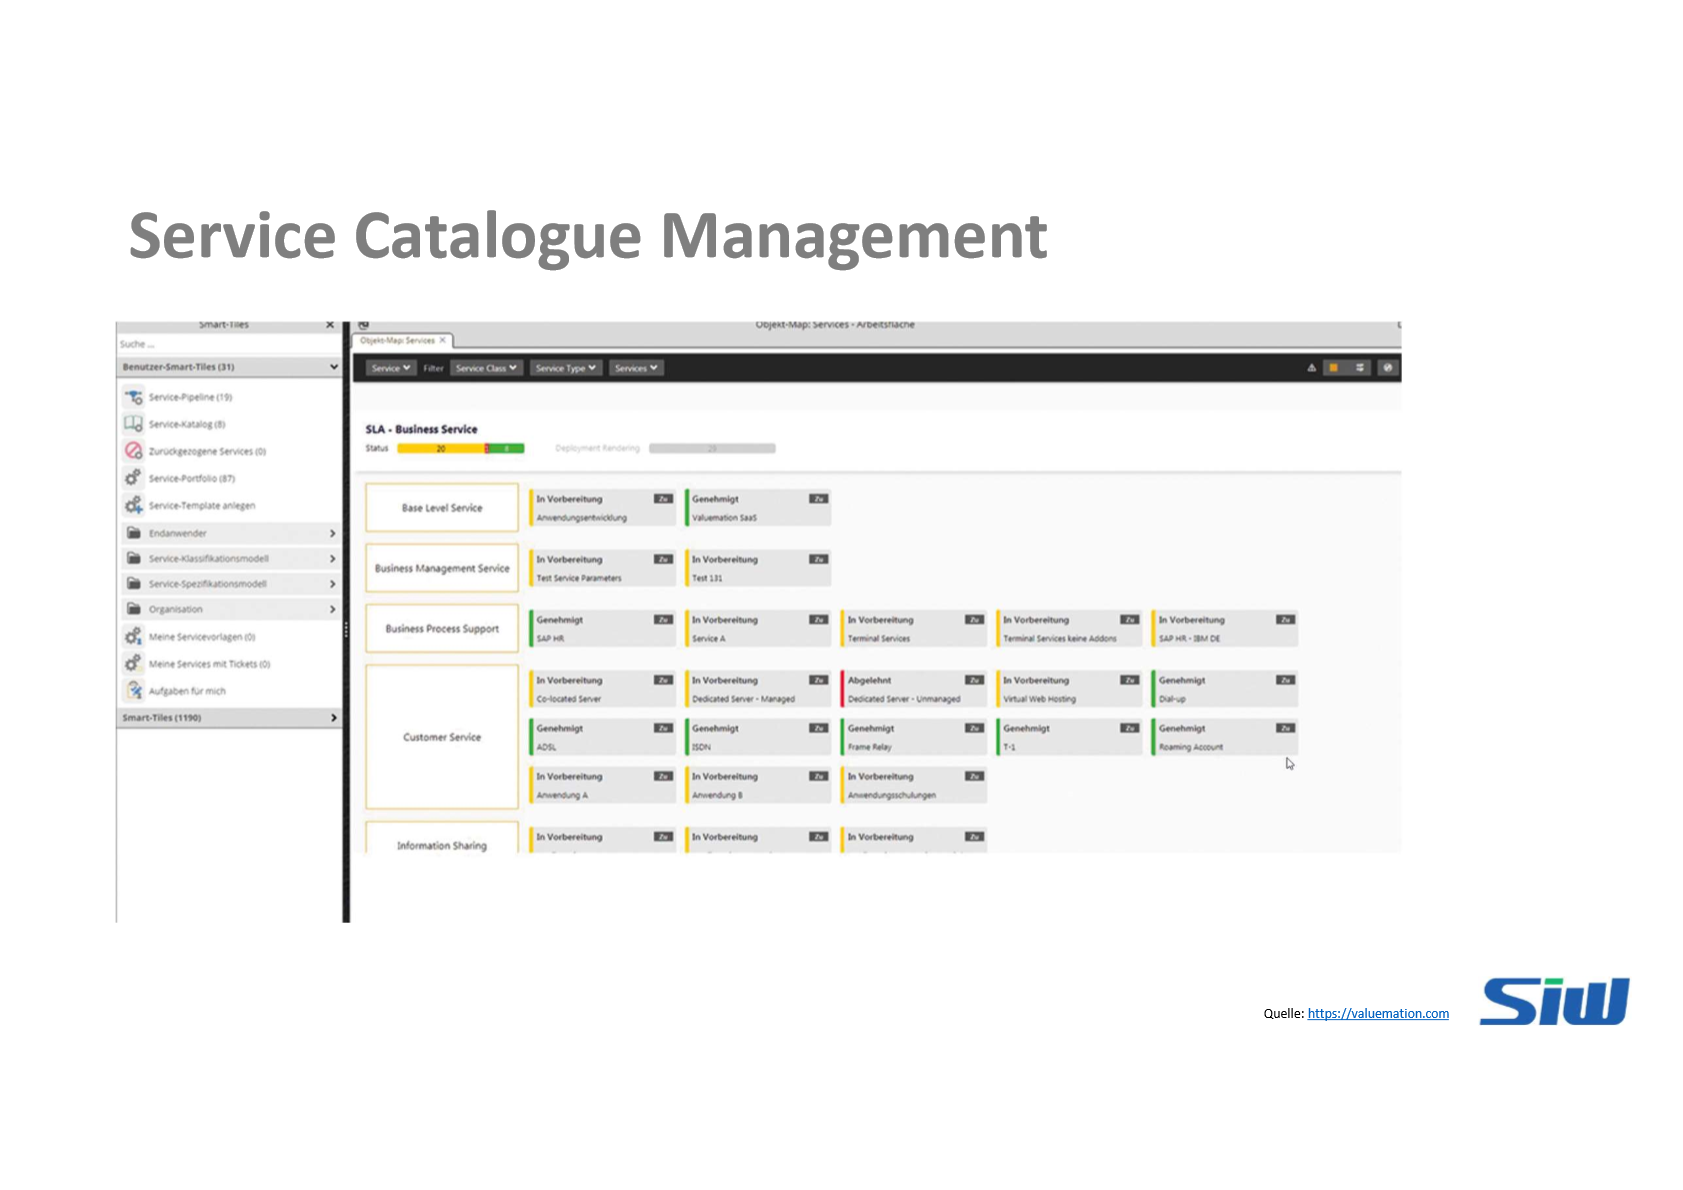 Service Catalogue Management
Smart-Tiles
Suche ...
Benutzer-Smart-Tiles (31)
Service-Pipeline (19)
Service-Katalog (8)
Zurückgezogene Services (0)
Service-Portfolio (87)
Service-Template anlegen
Endanwender
Service-Klassifikationsmodell
Service-Spezifikationsmodell
Organisation
Meine Servicevorlagen (0)
Meine Services mit Tickets (0)
Aufgaben für mich
Smart-Tiles (1190)
Objekt-Map: Services - Arbeitsfläche
Objekt-Map: Services
Service Filter Service Class Service Type Services
SLA - Business Service
Status 20 8 Deployment Rendering 29
Base Level Service
In Vorbereitung Zu Genehmigt Zu
Anwendungsentwicklung Valuemation SaaS
Business Management Service
In Vorbereitung Zu In Vorbereitung Zu
Test Service Parameters Test 131
Business Process Support
Genehmigt Zu In Vorbereitung Zu In Vorbereitung Zu In Vorbereitung Zu In Vorbereitung Zu
SAP HR Service A Terminal Services Terminal Services keine Addons SAP HR - IBM DE
Customer Service
In Vorbereitung Zu In Vorbereitung Zu Abgelehnt Zu In Vorbereitung Zu Genehmigt Zu
Co-located Server Dedicated Server - Managed Dedicated Server - Unmanaged Virtual Web Hosting Dial-up
Genehmigt Zu Genehmigt Zu Genehmigt Zu Genehmigt Zu Genehmigt Zu
ADSL ISDN Frame Relay T-1 Roaming Account
In Vorbereitung Zu In Vorbereitung Zu In Vorbereitung Zu
Anwendung A Anwendung B Anwendungsschulungen
Information Sharing
In Vorbereitung Zu In Vorbereitung Zu In Vorbereitung Zu
Quelle: https://valuemation.com
Siw